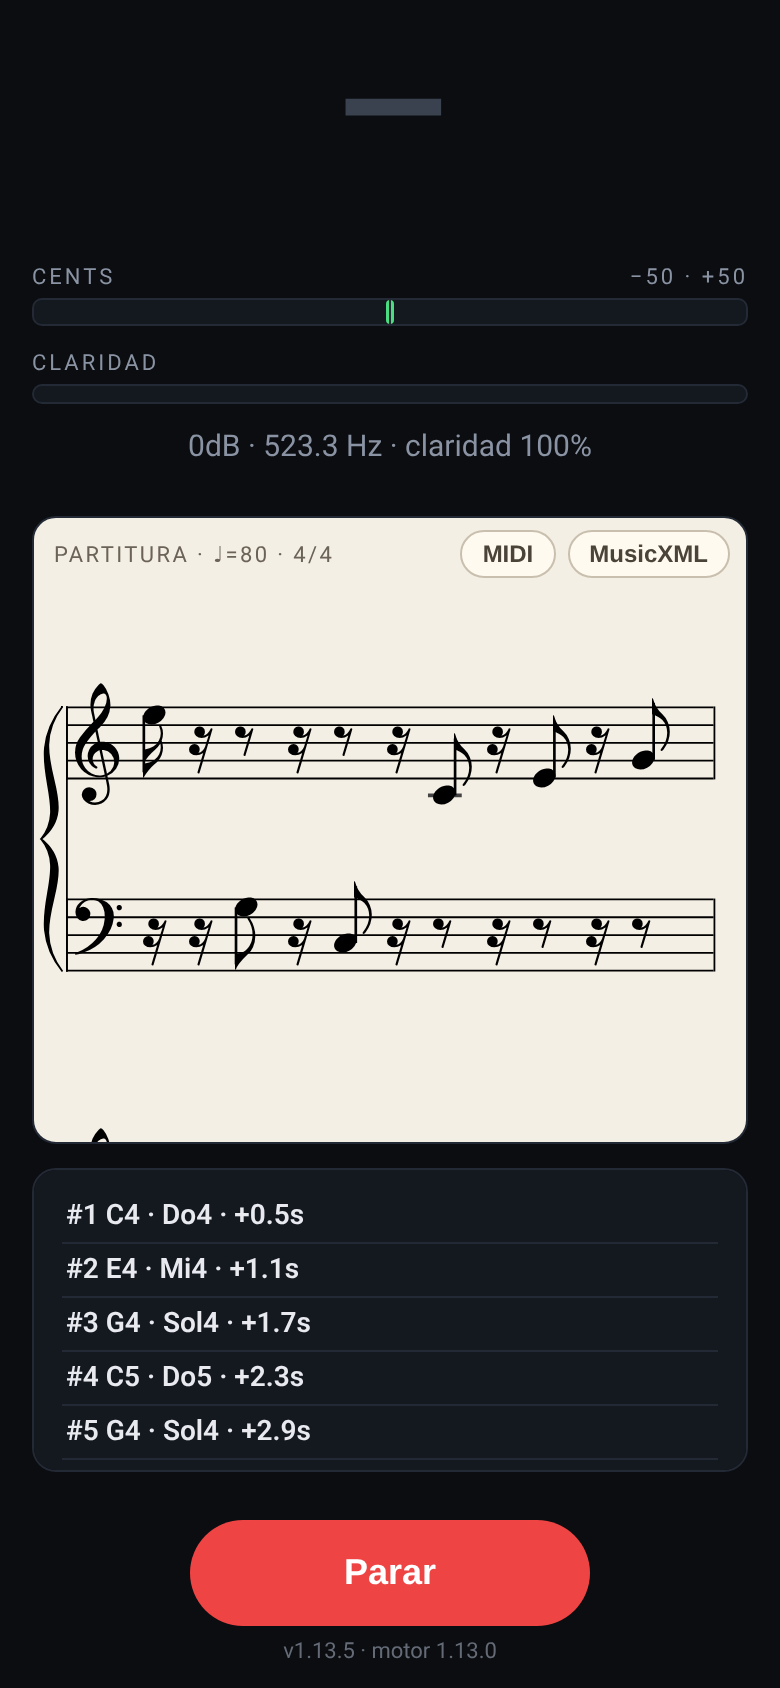 CENTS −50 · +50
CLARIDAD
0dB · 523.3 Hz · claridad 100%
PARTITURA · ♩=80 · 4/4 MIDI MusicXML
#1 C4 · Do4 · +0.5s
#2 E4 · Mi4 · +1.1s
#3 G4 · Sol4 · +1.7s
#4 C5 · Do5 · +2.3s
#5 G4 · Sol4 · +2.9s
Parar
v1.13.5 · motor 1.13.0